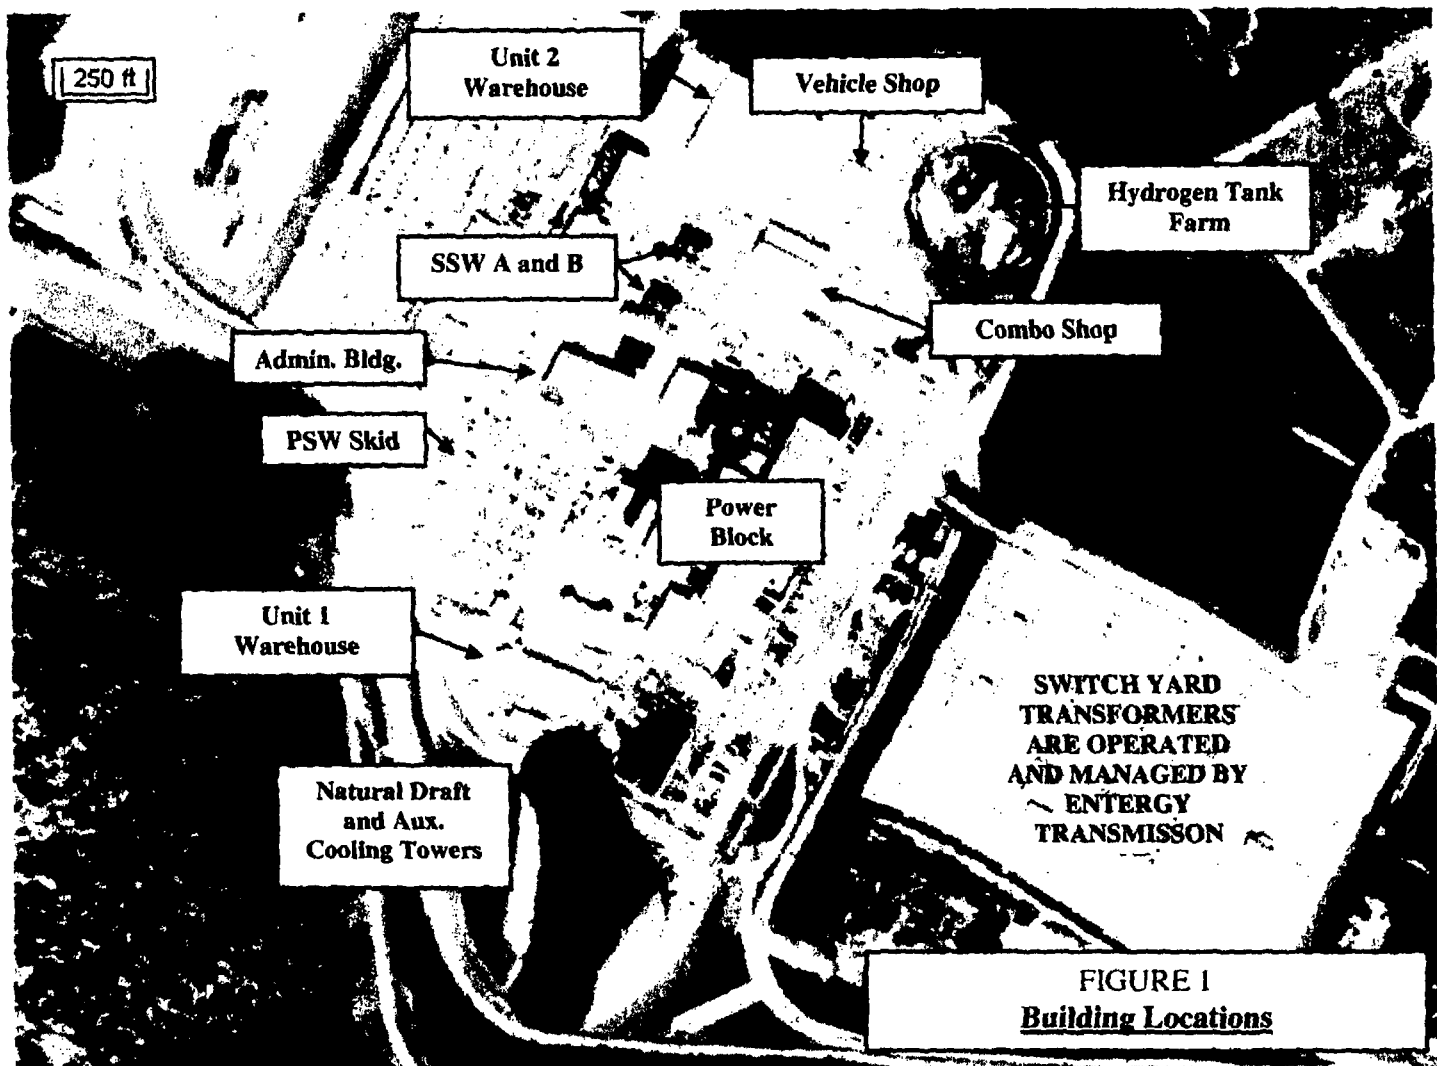 250 ft
Unit 2
Warehouse
Vehicle Shop
Hydrogen Tank
Farm
SSW A and B
Combo Shop
Admin. Bldg.
PSW Skid
Power
Block
Unit 1
Warehouse
SWITCH YARD
TRANSFORMERS
ARE OPERATED
AND MANAGED BY
ENTERGY
TRANSMISSON
Natural Draft
and Aux.
Cooling Towers
FIGURE 1
Building Locations